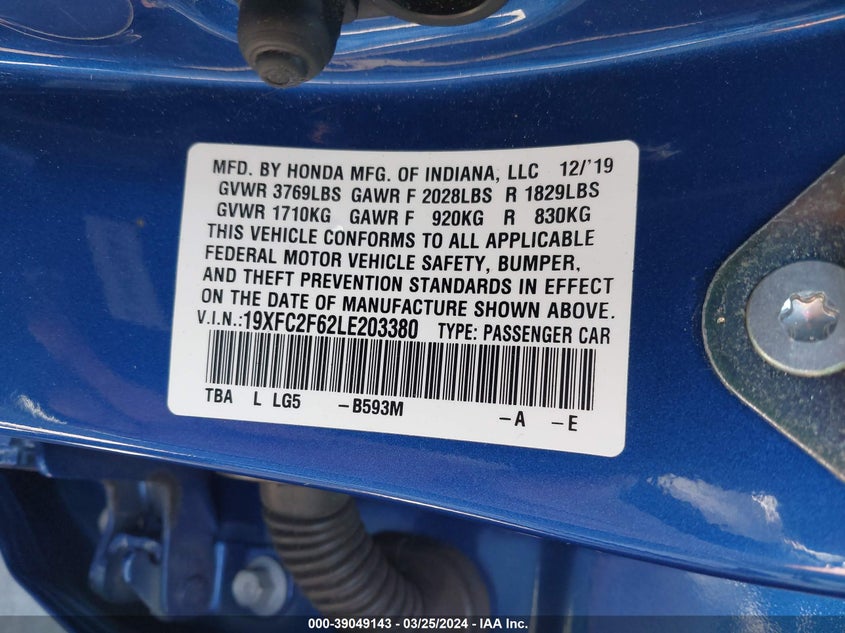 MFD. BY HONDA MFG. OF INDIANA, LLC 12/'19
GVWR 3769LBS GAWR F 2028LBS R 1829LBS
GVWR 1710KG GAWR F 920KG R 830KG
THIS VEHICLE CONFORMS TO ALL APPLICABLE
FEDERAL MOTOR VEHICLE SAFETY, BUMPER,
AND THEFT PREVENTION STANDARDS IN EFFECT
ON THE DATE OF MANUFACTURE SHOWN ABOVE.
V.I.N.:19XFC2F62LE203380 TYPE: PASSENGER CAR
TBA L LG5 -B593M -A -E
000-39049143 - 03/25/2024 - IAA Inc.